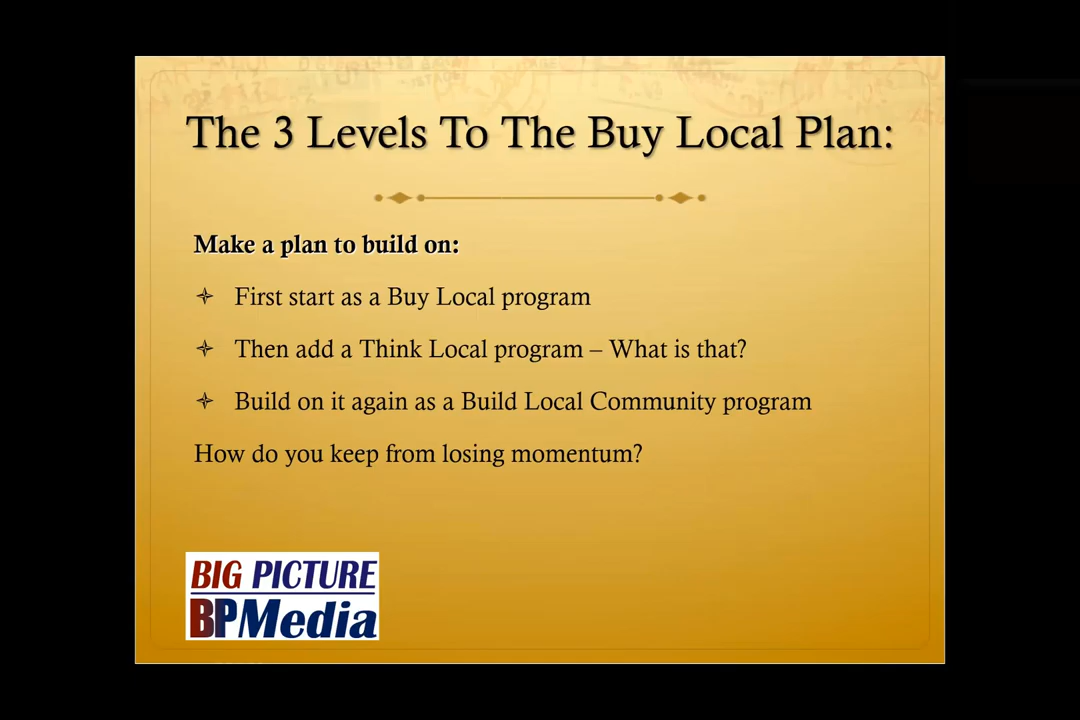 The 3 Levels To The Buy Local Plan:
Make a plan to build on:
First start as a Buy Local program
Then add a Think Local program – What is that?
Build on it again as a Build Local Community program
How do you keep from losing momentum?
BIG PICTURE
BPMedia